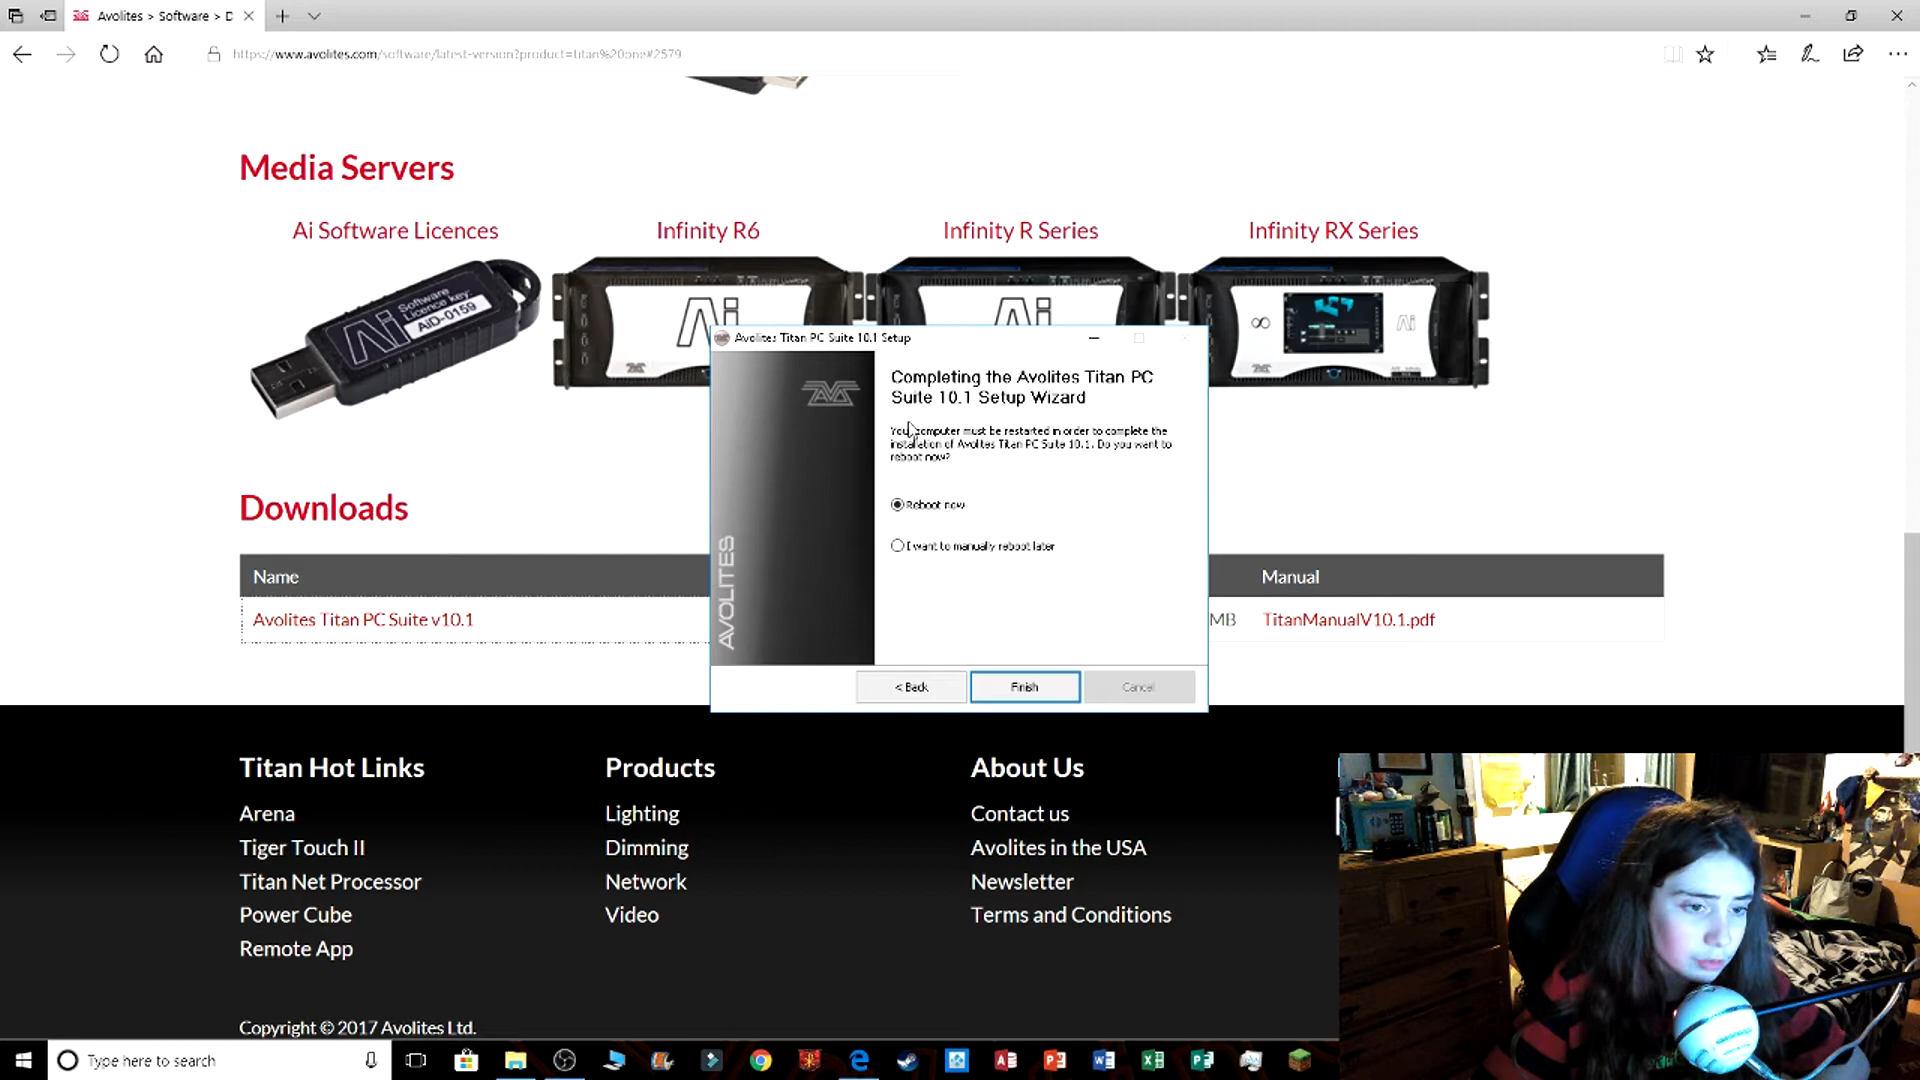 Avolites > Software > D
https://www.avolites.com/software/latest-version?product=titan%20one#2579
Media Servers
Ai Software Licences
Infinity R6
Infinity R Series
Infinity RX Series
Ai Software Licence key
AiD-0159
Ai
Ai
Ai
Avolites Titan PC Suite 10.1 Setup
Completing the Avolites Titan PC
Suite 10.1 Setup Wizard
computer must be restarted in order to complete the
installation of Avolites Titan PC Suite 10.1. Do you want to
reboot now?
Reboot now
I want to manually reboot later
AVOLITES
< Back
Finish
Cancel
Downloads
Name
Manual
Avolites Titan PC Suite v10.1
MB
TitanManualV10.1.pdf
Titan Hot Links
Arena
Tiger Touch II
Titan Net Processor
Power Cube
Remote App
Products
Lighting
Dimming
Network
Video
About Us
Contact us
Avolites in the USA
Newsletter
Terms and Conditions
Copyright © 2017 Avolites Ltd.
Type here to search